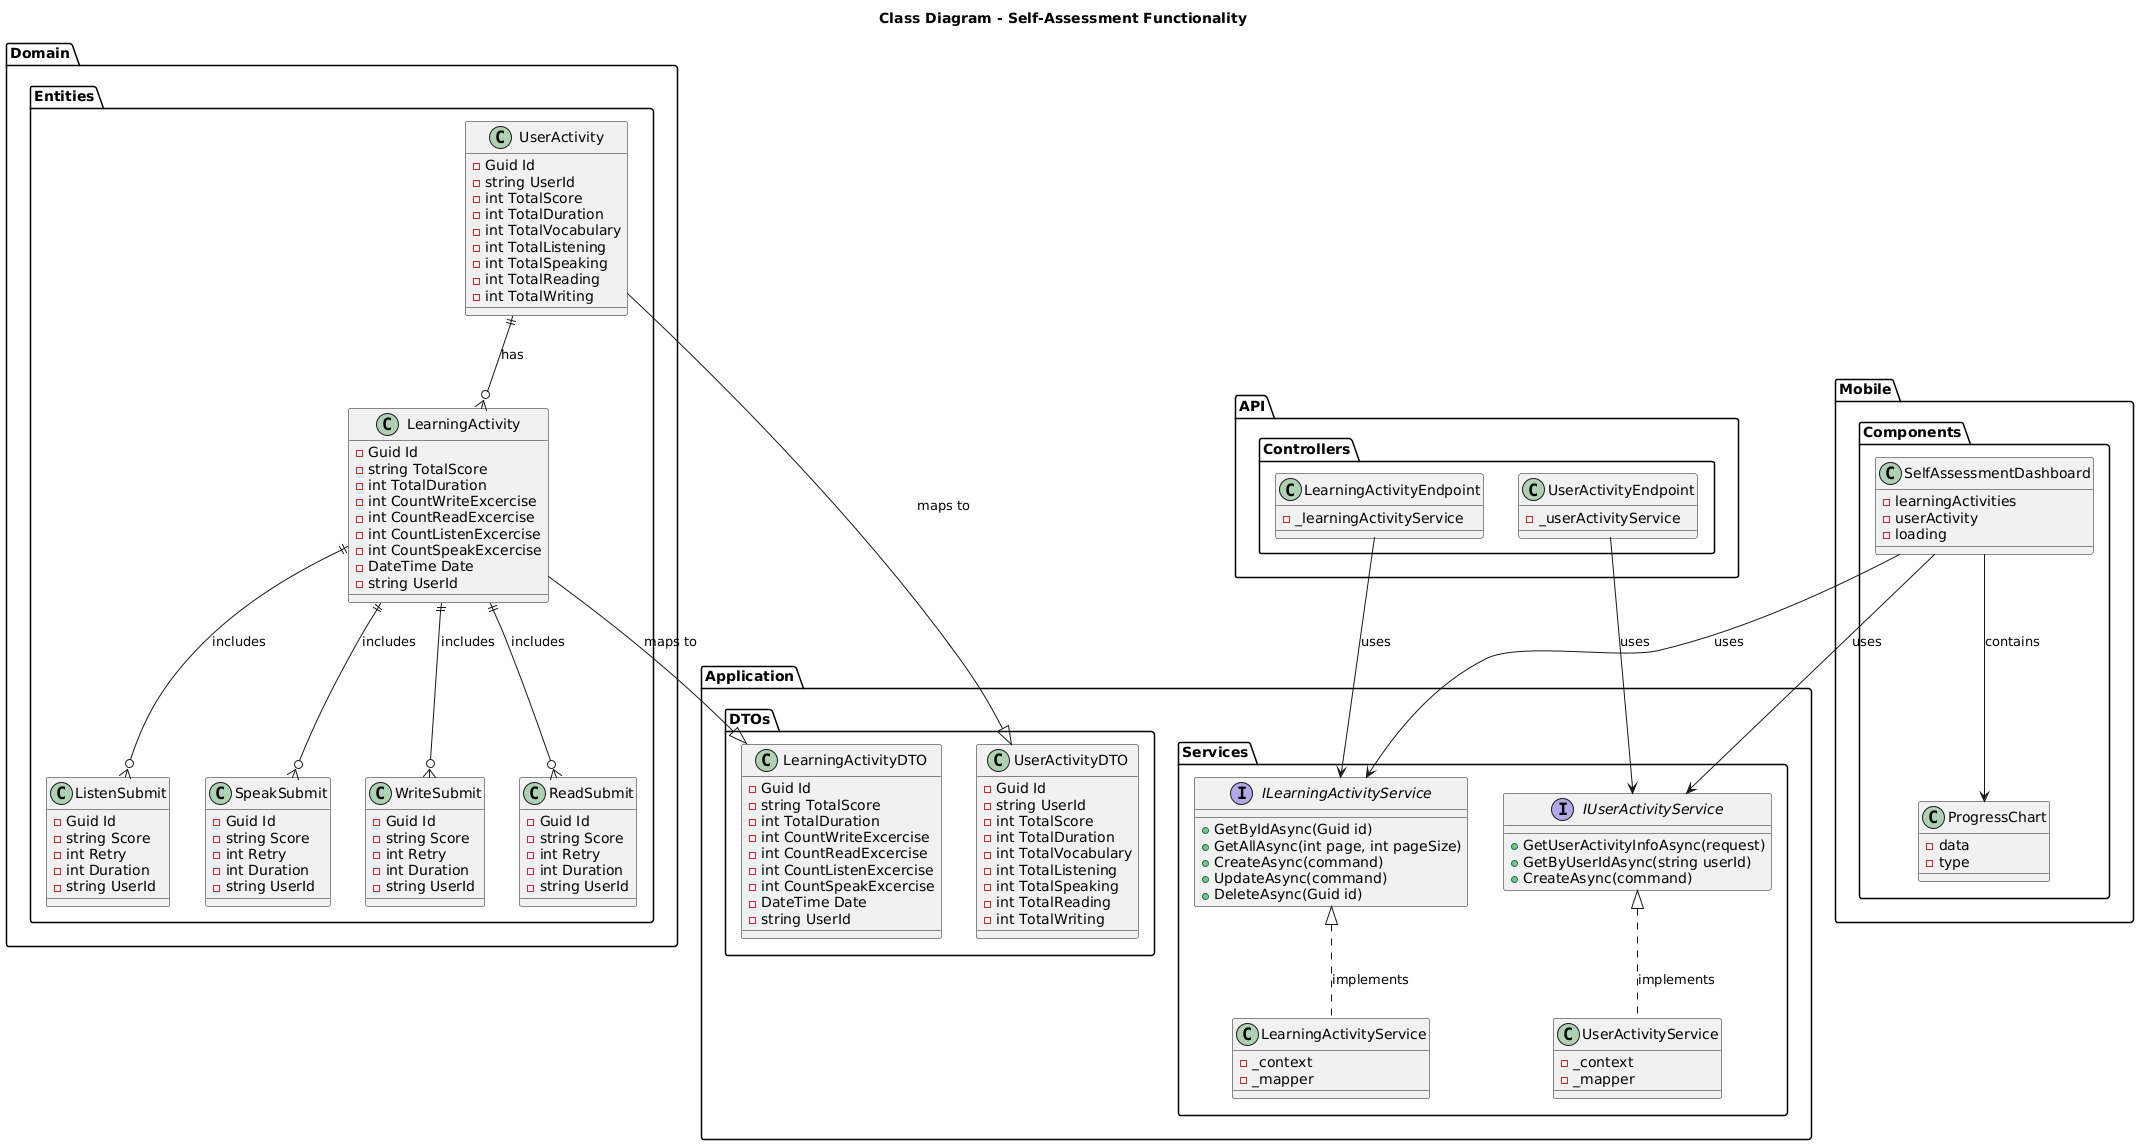 Class Diagram - Self-Assessment Functionality
Domain
Entities
C UserActivity
Guid Id
string UserId
int TotalScore
int TotalDuration
int TotalVocabulary
int TotalListening
int TotalSpeaking
int TotalReading
int TotalWriting
has
C LearningActivity
Guid Id
string TotalScore
int TotalDuration
int CountWriteExcercise
int CountReadExcercise
int CountListenExcercise
int CountSpeakExcercise
DateTime Date
string UserId
includes
includes
includes
includes
maps to
maps to
C ListenSubmit
Guid Id
string Score
int Retry
int Duration
string UserId
C SpeakSubmit
Guid Id
string Score
int Retry
int Duration
string UserId
C WriteSubmit
Guid Id
string Score
int Retry
int Duration
string UserId
C ReadSubmit
Guid Id
string Score
int Retry
int Duration
string UserId
Application
DTOs
C LearningActivityDTO
Guid Id
string TotalScore
int TotalDuration
int CountWriteExcercise
int CountReadExcercise
int CountListenExcercise
int CountSpeakExcercise
DateTime Date
string UserId
C UserActivityDTO
Guid Id
string UserId
int TotalScore
int TotalDuration
int TotalVocabulary
int TotalListening
int TotalSpeaking
int TotalReading
int TotalWriting
API
Controllers
C LearningActivityEndpoint
_learningActivityService
C UserActivityEndpoint
_userActivityService
uses
uses
uses
uses
Services
I ILearningActivityService
GetByIdAsync(Guid id)
GetAllAsync(int page, int pageSize)
CreateAsync(command)
UpdateAsync(command)
DeleteAsync(Guid id)
I IUserActivityService
GetUserActivityInfoAsync(request)
GetByUserIdAsync(string userId)
CreateAsync(command)
implements
implements
C LearningActivityService
_context
_mapper
C UserActivityService
_context
_mapper
Mobile
Components
C SelfAssessmentDashboard
learningActivities
userActivity
loading
contains
C ProgressChart
data
type